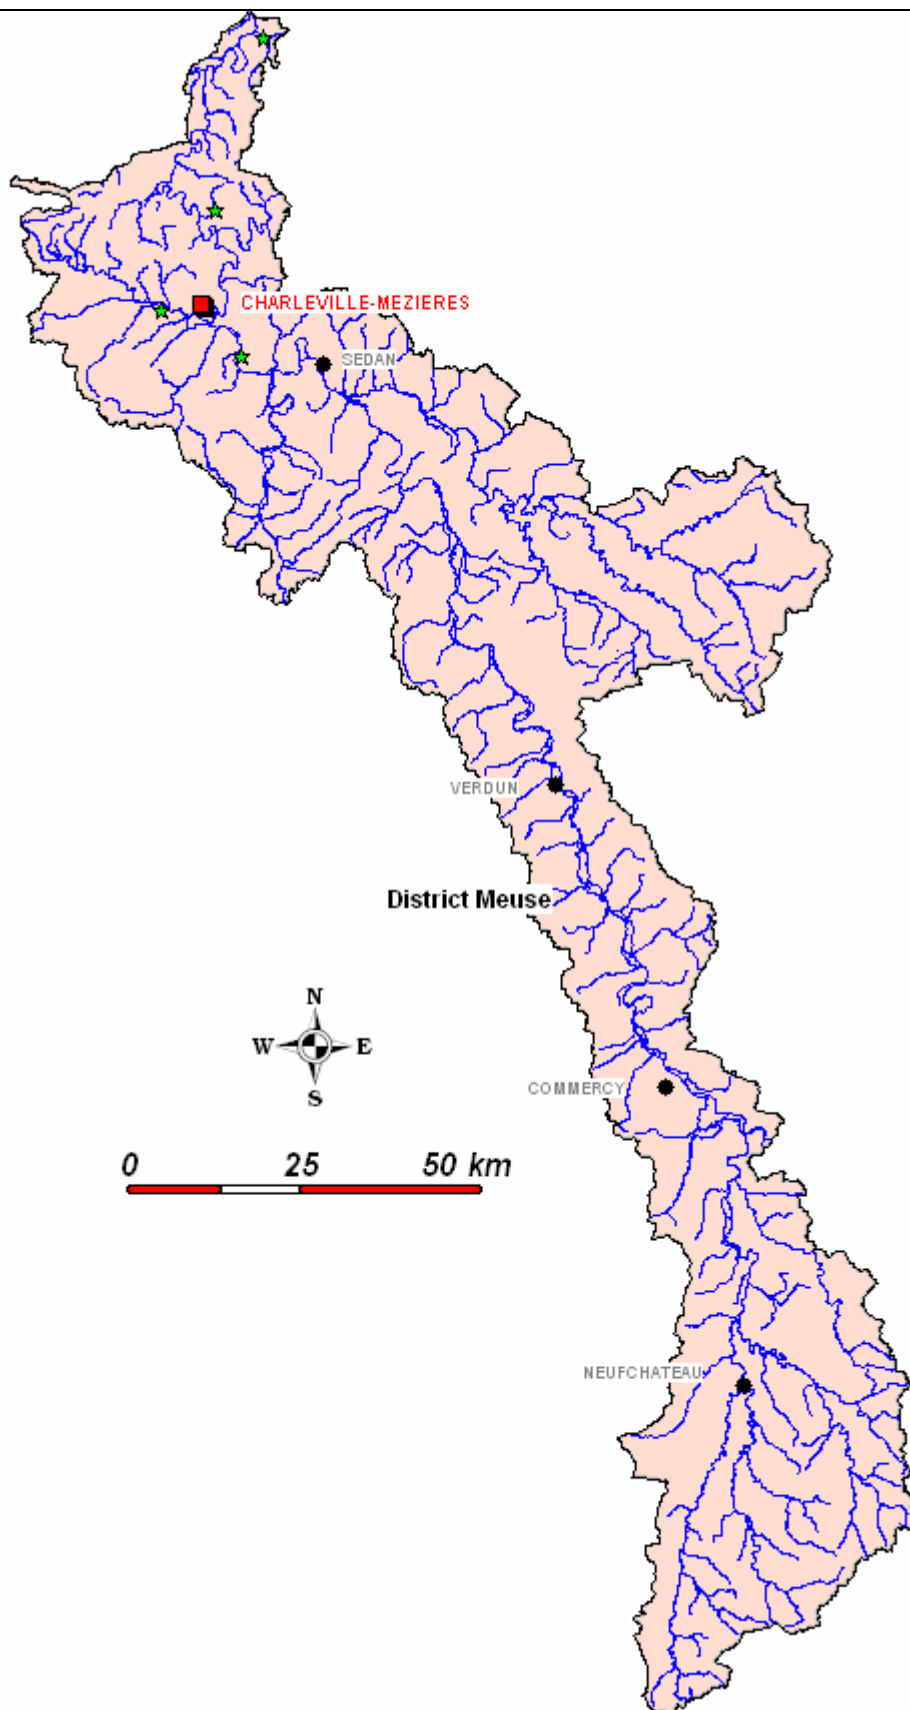 CHARLEVILLE-MEZIERES
SEDAN
VERDUN
District Meuse
N
W E
S
COMMERCY
0 25 50 km
NEUFCHATEAU